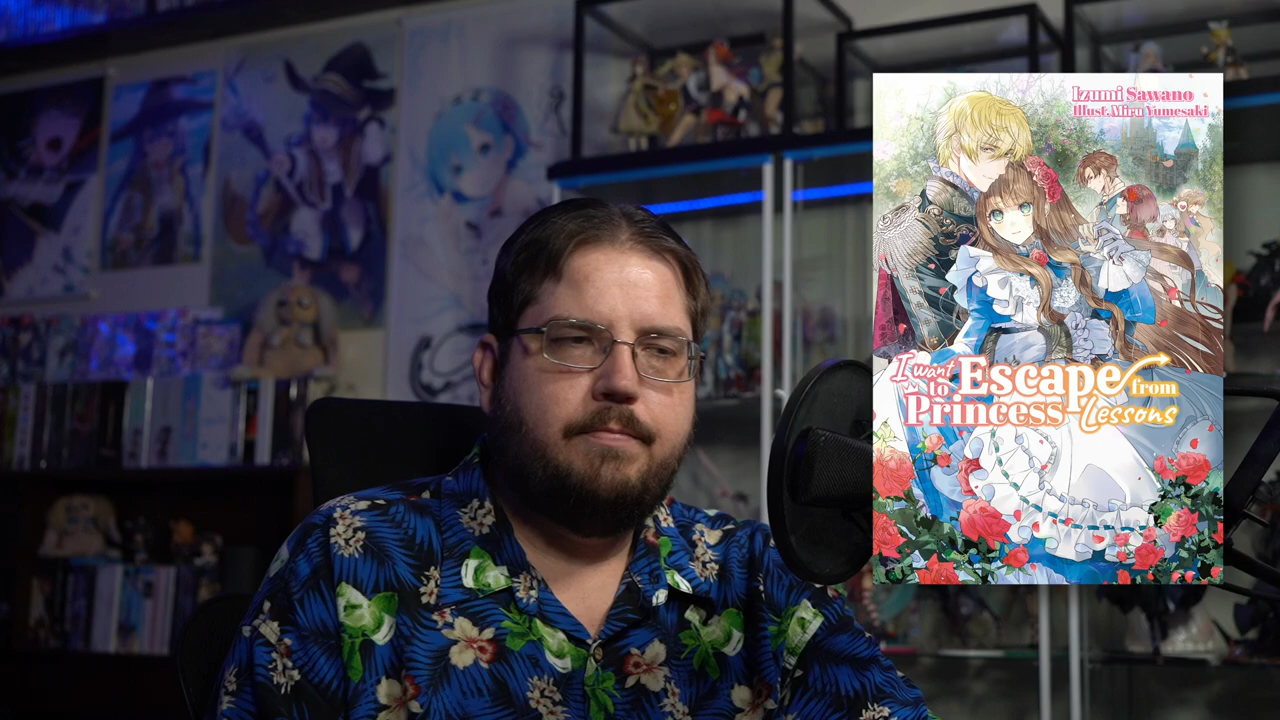 Izumi Sawano
Illust. Miru Yumesaki
I want to Escape from
Princess Lessons